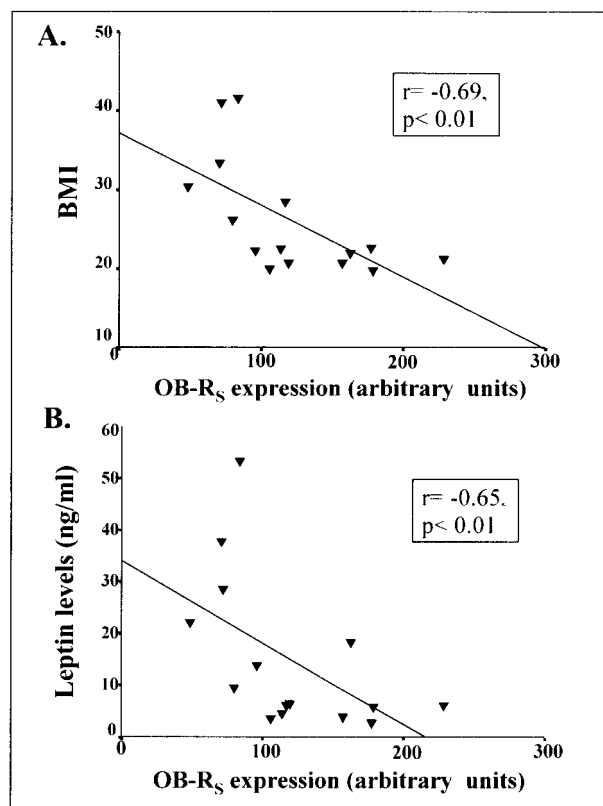 A.
50
40
30
20
10
BMI
r= -0.69,
p< 0.01
0
100
200
300
OB-RS expression (arbitrary units)
B.
60
50
40
30
20
10
0
Leptin levels (ng/ml)
r= -0.65,
p< 0.01
0
100
200
300
OB-RS expression (arbitrary units)